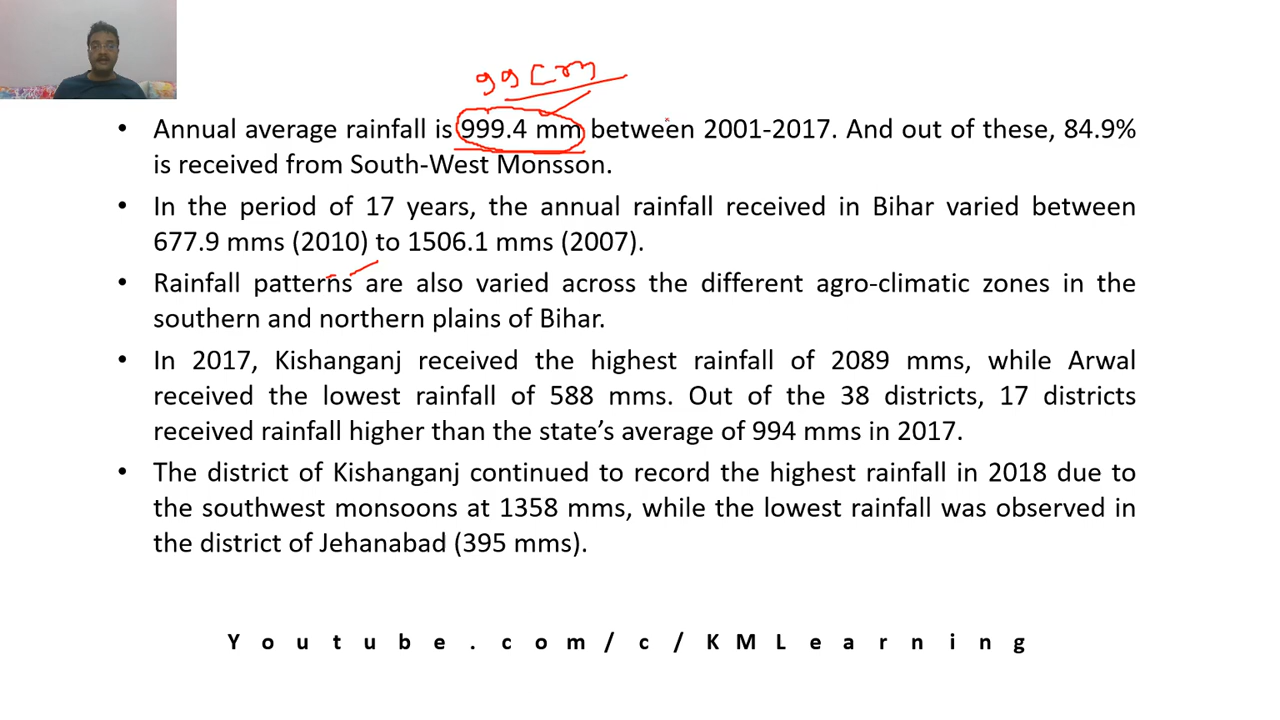 99 cm
• Annual average rainfall is 999.4 mm between 2001-2017. And out of these, 84.9%
is received from South-West Monsson.
• In the period of 17 years, the annual rainfall received in Bihar varied between
677.9 mms (2010) to 1506.1 mms (2007).
• Rainfall patterns are also varied across the different agro-climatic zones in the
southern and northern plains of Bihar.
• In 2017, Kishanganj received the highest rainfall of 2089 mms, while Arwal
received the lowest rainfall of 588 mms. Out of the 38 districts, 17 districts
received rainfall higher than the state’s average of 994 mms in 2017.
• The district of Kishanganj continued to record the highest rainfall in 2018 due to
the southwest monsoons at 1358 mms, while the lowest rainfall was observed in
the district of Jehanabad (395 mms).
Youtube.com/c/KMLearning